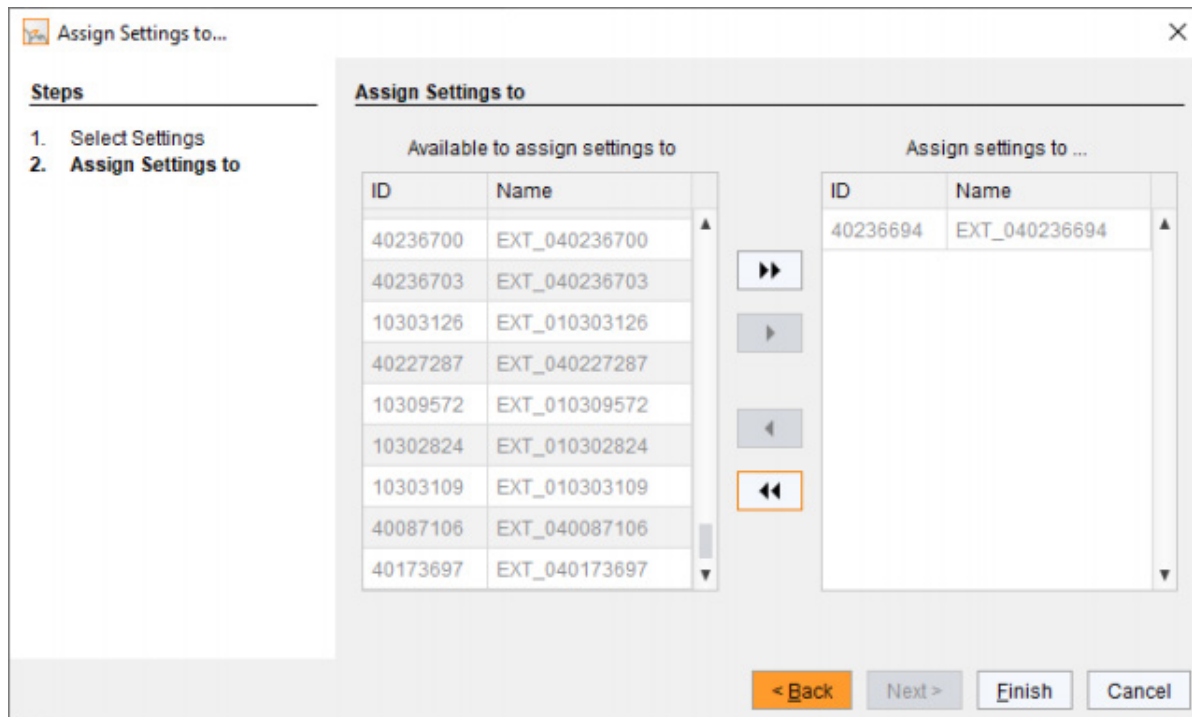 Assign Settings to...
Steps
1. Select Settings
2. Assign Settings to
Assign Settings to
Available to assign settings to
ID Name
40236700 EXT_040236700
40236703 EXT_040236703
10303126 EXT_010303126
40227287 EXT_040227287
10309572 EXT_010309572
10302824 EXT_010302824
10303109 EXT_010303109
40087106 EXT_040087106
40173697 EXT_040173697
Assign settings to ...
ID Name
40236694 EXT_040236694
< Back Next > Finish Cancel